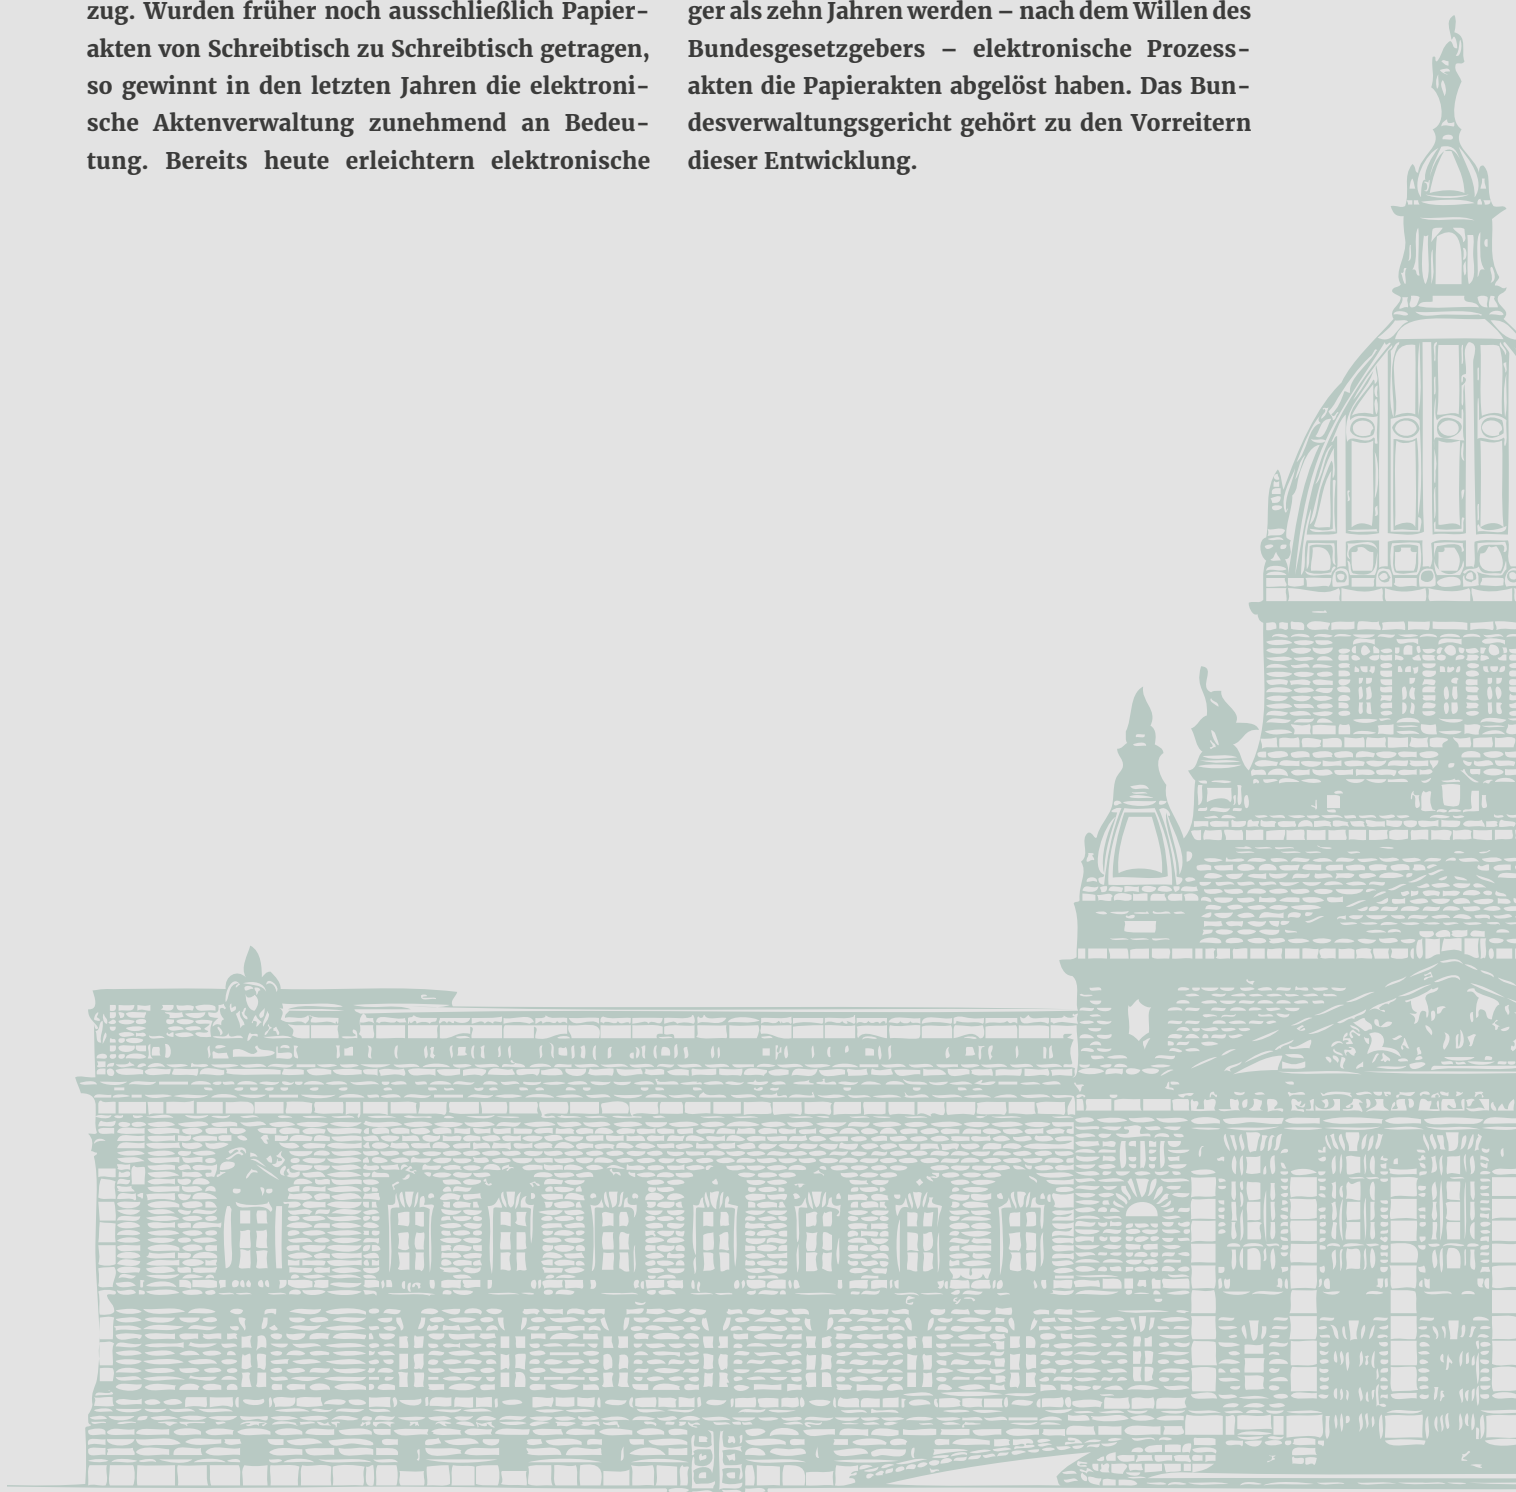 zug. Wurden früher noch ausschließlich Papier-
akten von Schreibtisch zu Schreibtisch getragen,
so gewinnt in den letzten Jahren die elektroni-
sche Aktenverwaltung zunehmend an Bedeu-
tung. Bereits heute erleichtern elektronische
ger als zehn Jahren werden – nach dem Willen des
Bundesgesetzgebers – elektronische Prozess-
akten die Papierakten abgelöst haben. Das Bun-
desverwaltungsgericht gehört zu den Vorreitern
dieser Entwicklung.